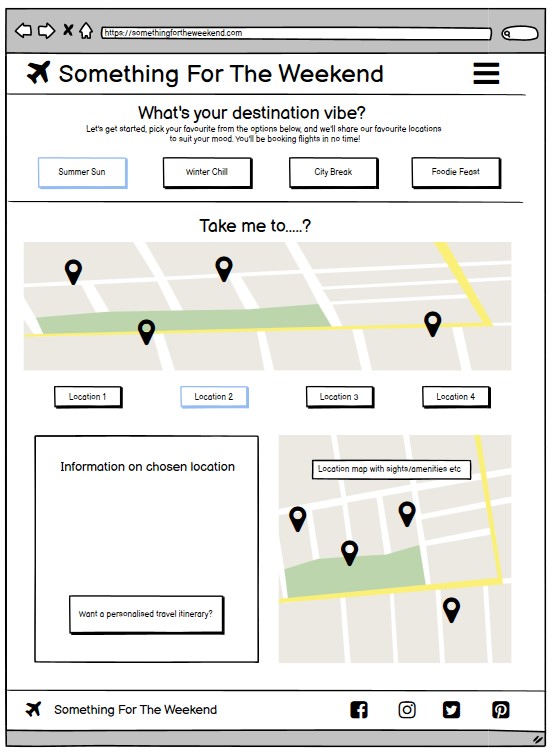 https://somethingfortheweekend.com
Something For The Weekend
What's your destination vibe?
Let's get started, pick your favourite from the options below, and we'll share our favourite locations
to suit your mood. You'll be booking flights in no time!
Summer Sun
Winter Chill
City Break
Foodie Feast
Take me to.....?
Location 1
Location 2
Location 3
Location 4
Information on chosen location
Location map with sights/amenities etc
Want a personalised travel itinerary?
Something For The Weekend